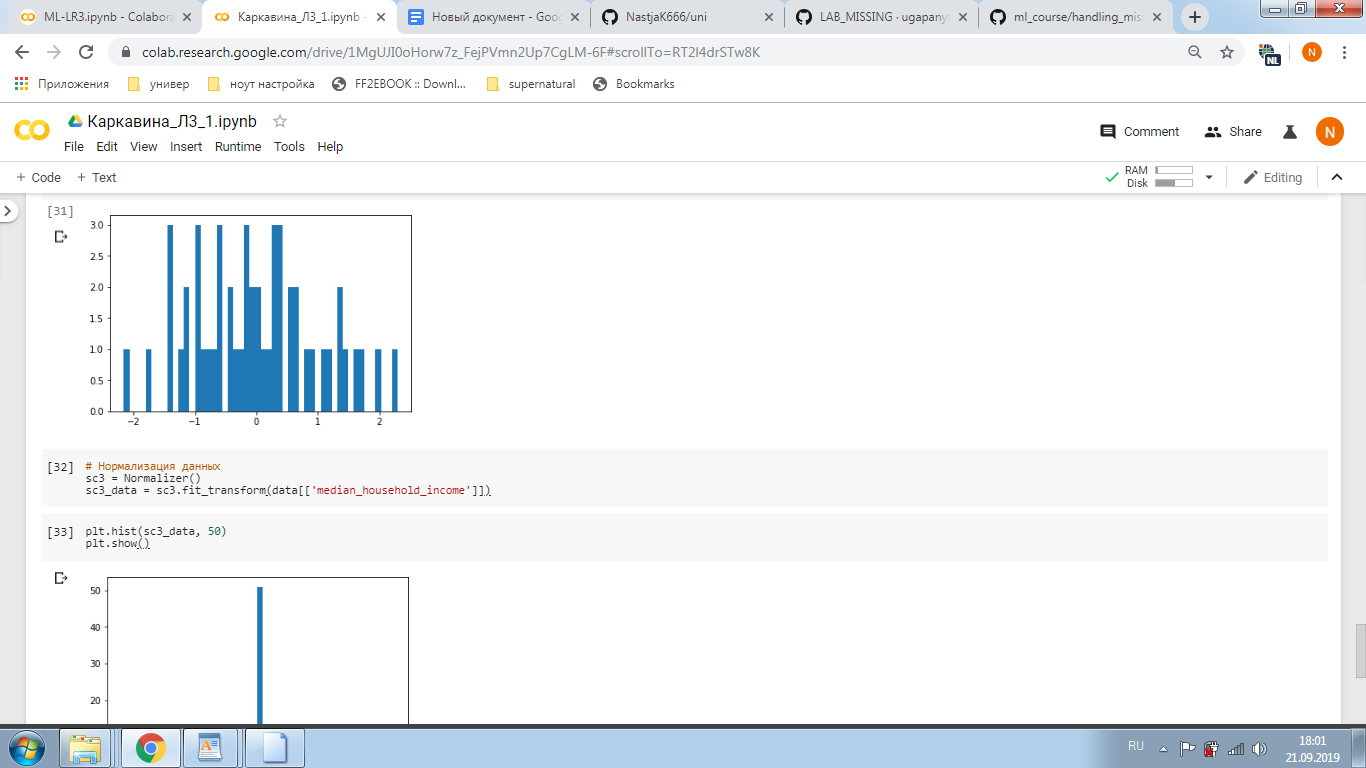 ML-LR3.ipynb - Colabora
Каркавина_Л3_1.ipynb -
Новый документ - Goog
NastjaK666/uni
LAB_MISSING · ugapany
ml_course/handling_mis
colab.research.google.com/drive/1MgUJI0oHorw7z_FejPVmn2Up7CgLM-6F#scrollTo=RT2I4drSTw8K
NL
N
Приложения
универ
ноут настройка
FF2EBOOK :: Downl...
supernatural
Bookmarks
Каркавина_Л3_1.ipynb
Comment
Share
N
File Edit View Insert Runtime Tools Help
+ Code + Text
RAM
Disk
Editing
[31]
3.0
2.5
2.0
1.5
1.0
0.5
0.0
−2 −1 0 1 2
[32] # Нормализация данных
sc3 = Normalizer()
sc3_data = sc3.fit_transform(data[['median_household_income']])
[33] plt.hist(sc3_data, 50)
plt.show()
50
40
30
20
RU
18:01
21.09.2019